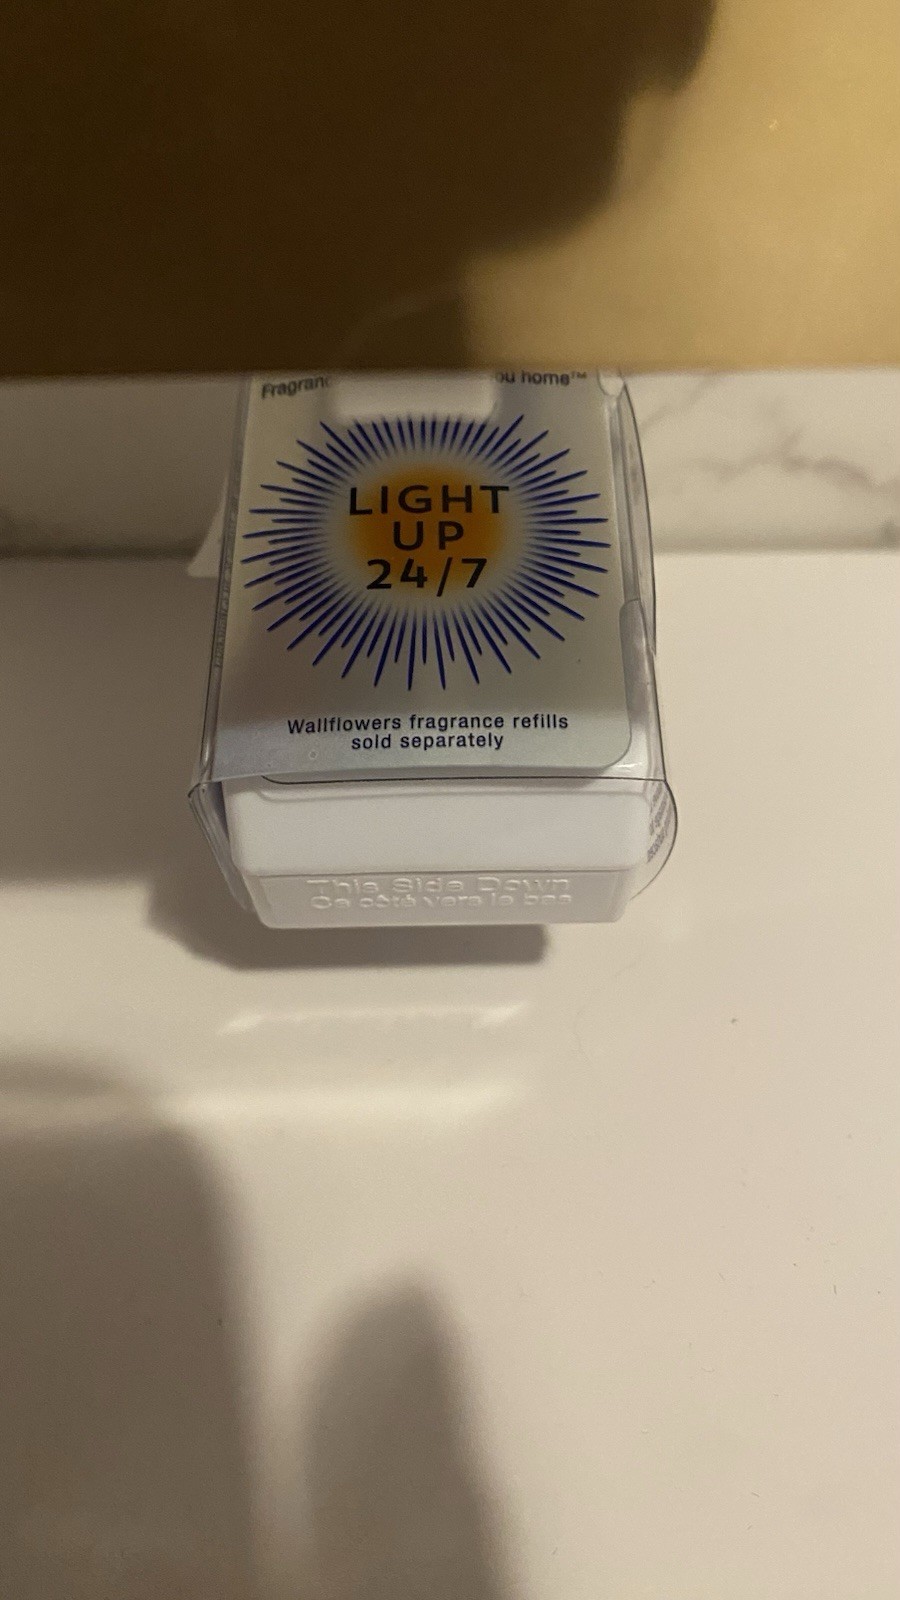 Fragranc ou home™
LIGHT
UP
24/7
Wallflowers fragrance refills
sold separately
This Side Down
Ce côté vers le bas